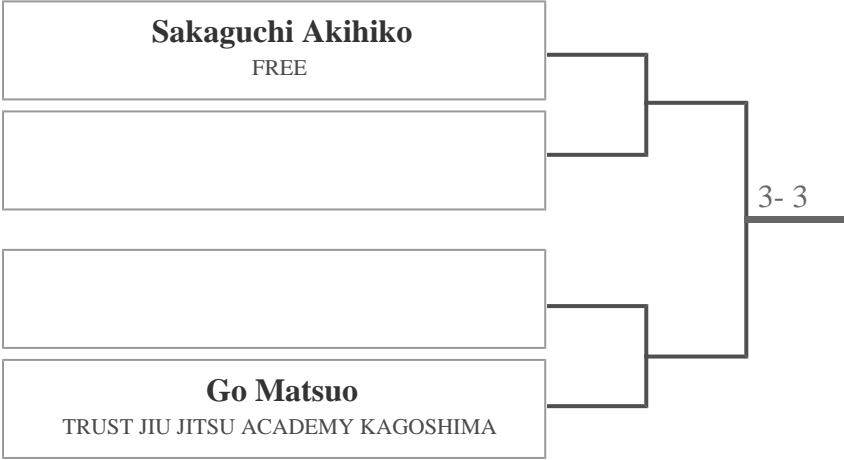 Sakaguchi Akihiko
FREE
3- 3
Go Matsuo
TRUST JIU JITSU ACADEMY KAGOSHIMA